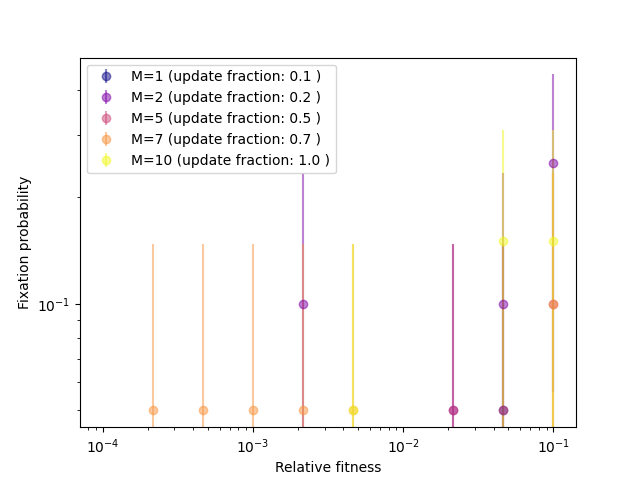 M=1 (update fraction: 0.1 )
M=2 (update fraction: 0.2 )
M=5 (update fraction: 0.5 )
M=7 (update fraction: 0.7 )
M=10 (update fraction: 1.0 )
Fixation probability
10⁻¹
10⁻⁴ 10⁻³ 10⁻² 10⁻¹
Relative fitness